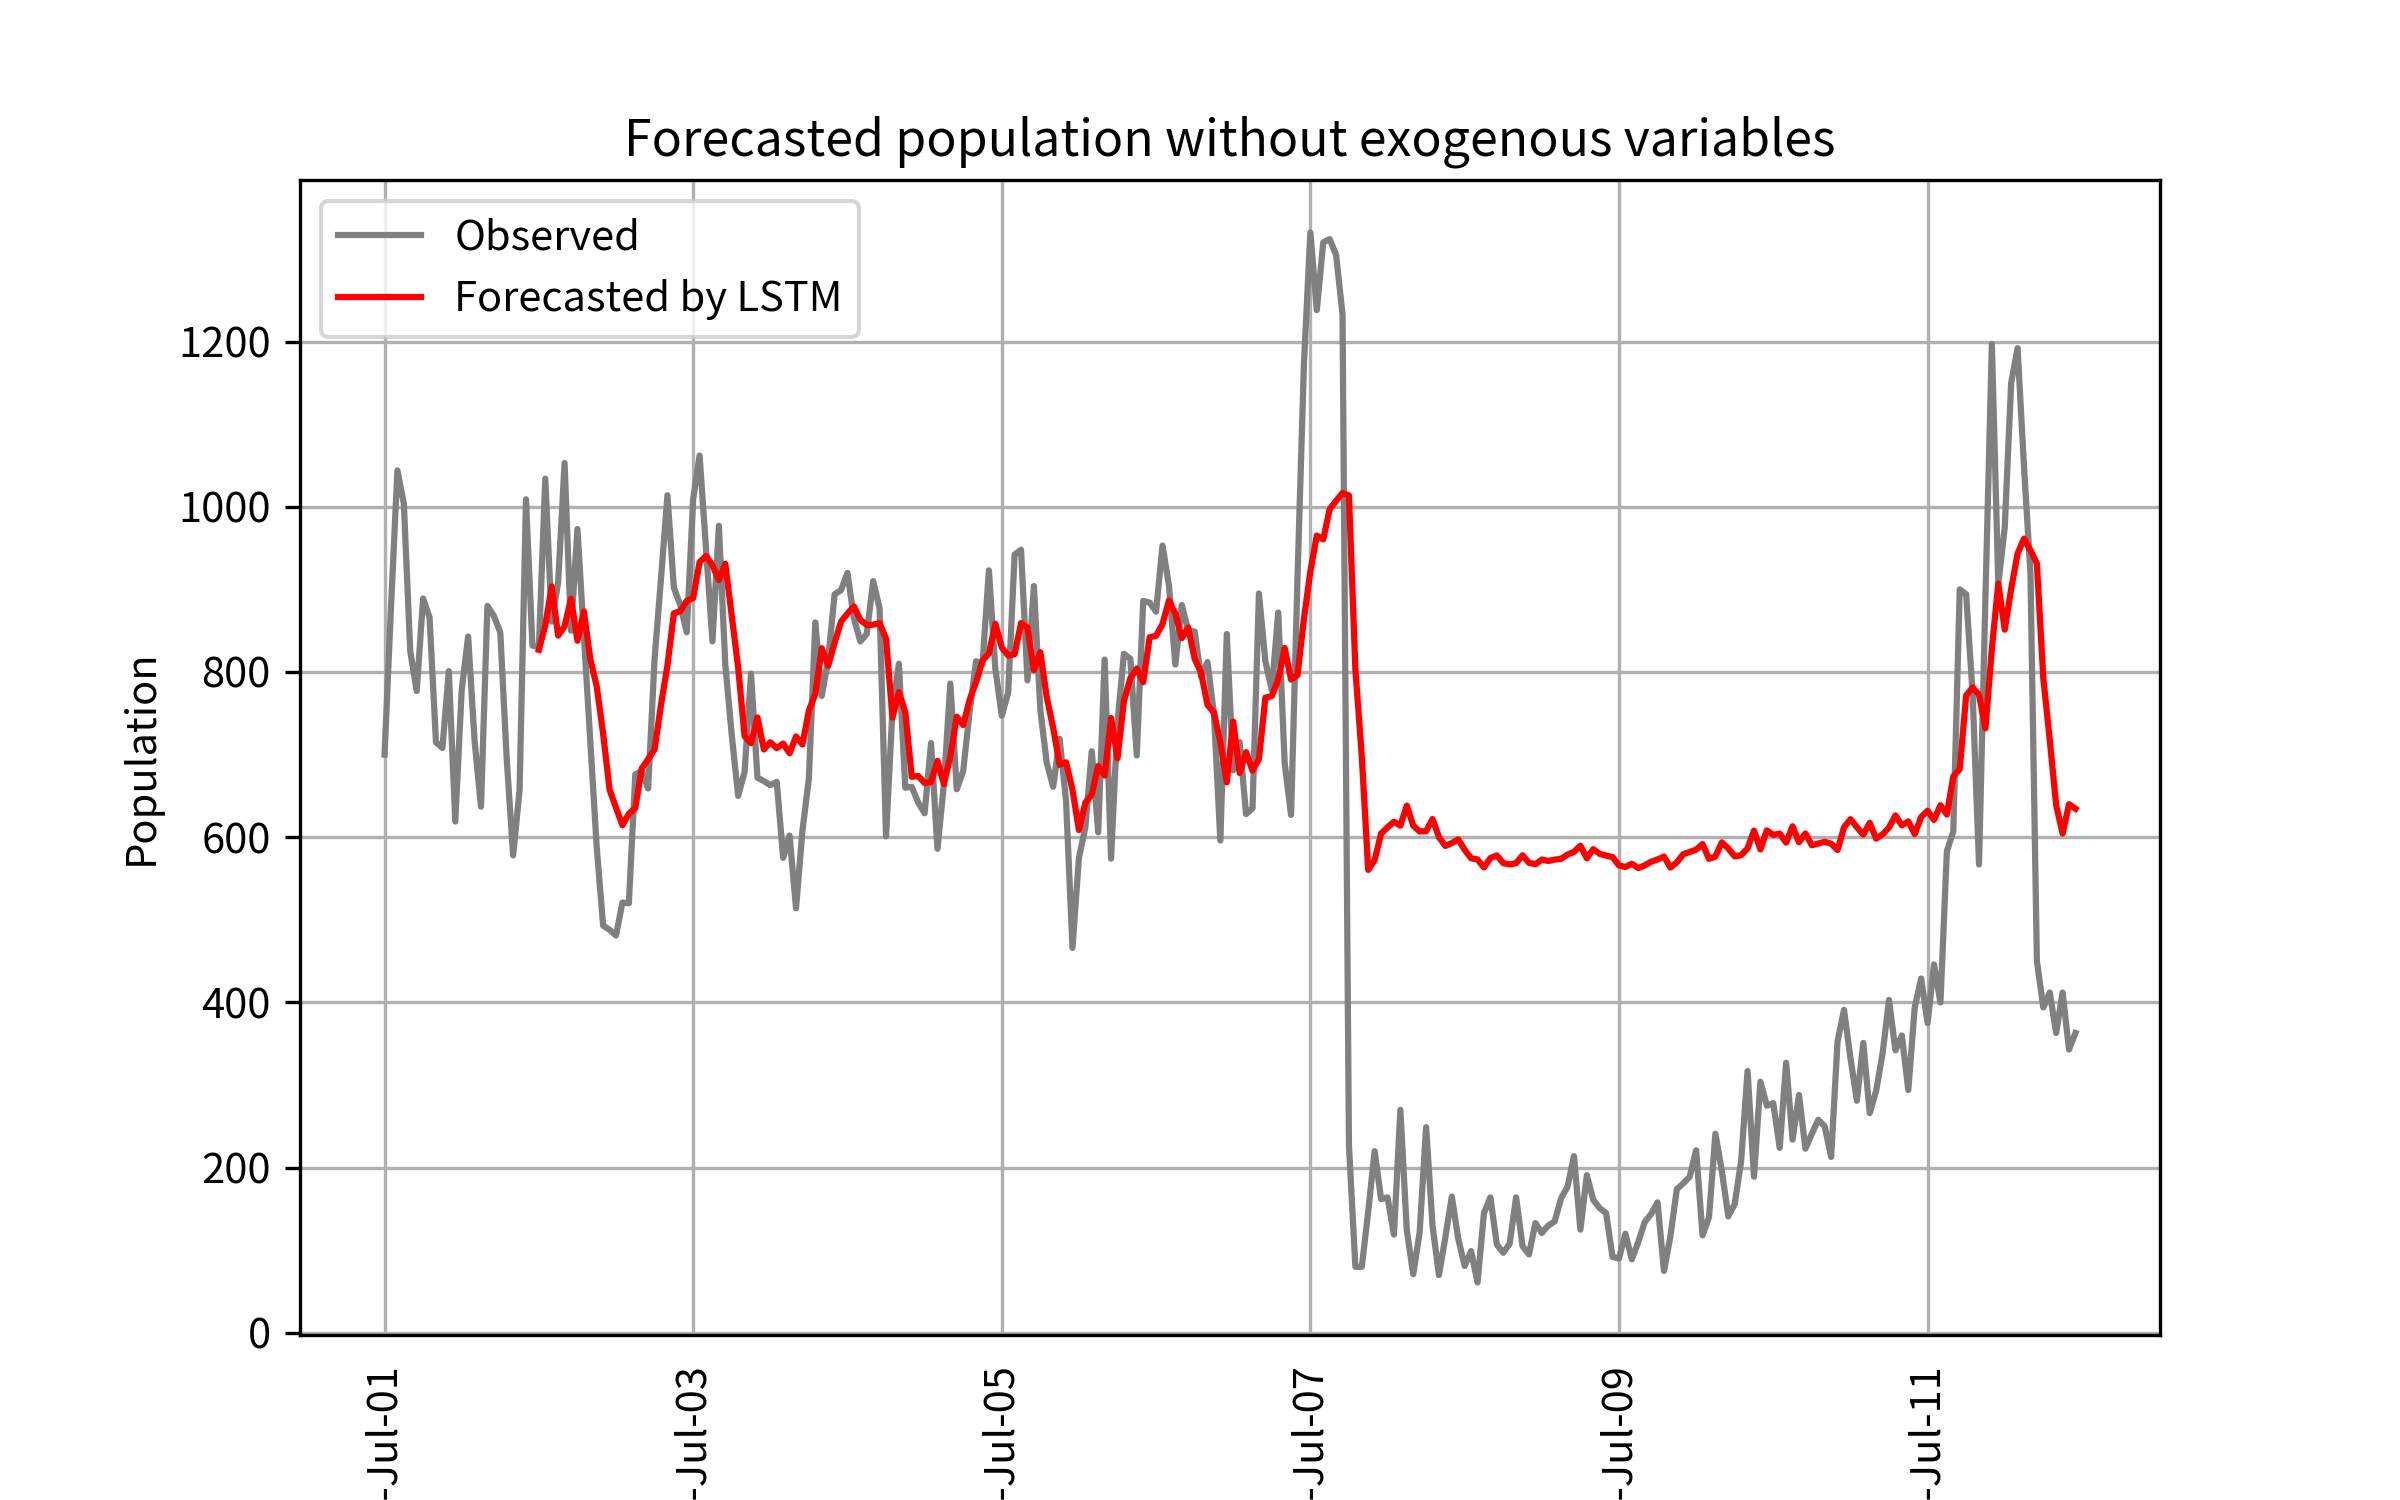 Forecasted population without exogenous variables
Observed
Forecasted by LSTM
Population
1200
1000
800
600
400
200
0
-Jul-01
-Jul-03
-Jul-05
-Jul-07
-Jul-09
-Jul-11